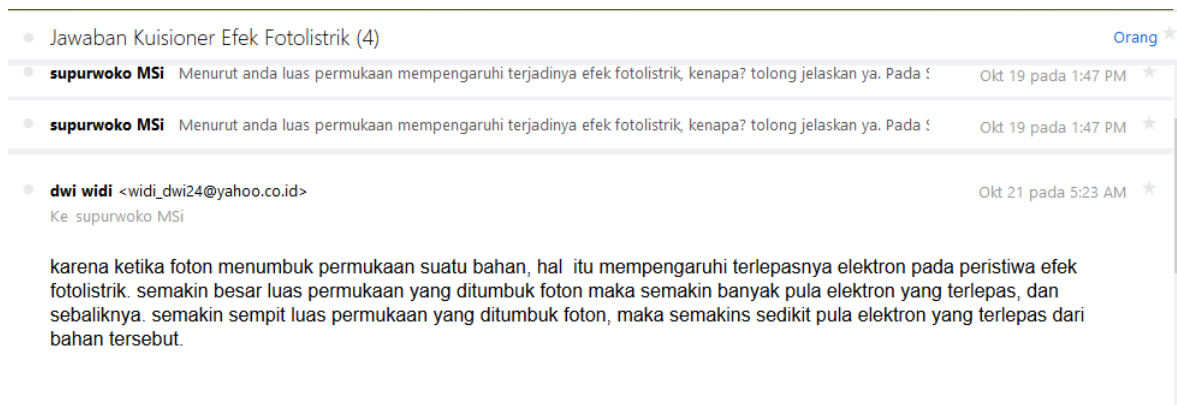 Jawaban Kuisioner Efek Fotolistrik (4) Orang
supurwoko MSi Menurut anda luas permukaan mempengaruhi terjadinya efek fotolistrik, kenapa? tolong jelaskan ya. Pada Okt 19 pada 1:47 PM
supurwoko MSi Menurut anda luas permukaan mempengaruhi terjadinya efek fotolistrik, kenapa? tolong jelaskan ya. Pada Okt 19 pada 1:47 PM
dwi widi <widi_dwi24@yahoo.co.id> Okt 21 pada 5:23 AM
Ke supurwoko MSi
karena ketika foton menumbuk permukaan suatu bahan, hal itu mempengaruhi terlepasnya elektron pada peristiwa efek
fotolistrik. semakin besar luas permukaan yang ditumbuk foton maka semakin banyak pula elektron yang terlepas, dan
sebaliknya. semakin sempit luas permukaan yang ditumbuk foton, maka semakins sedikit pula elektron yang terlepas dari
bahan tersebut.